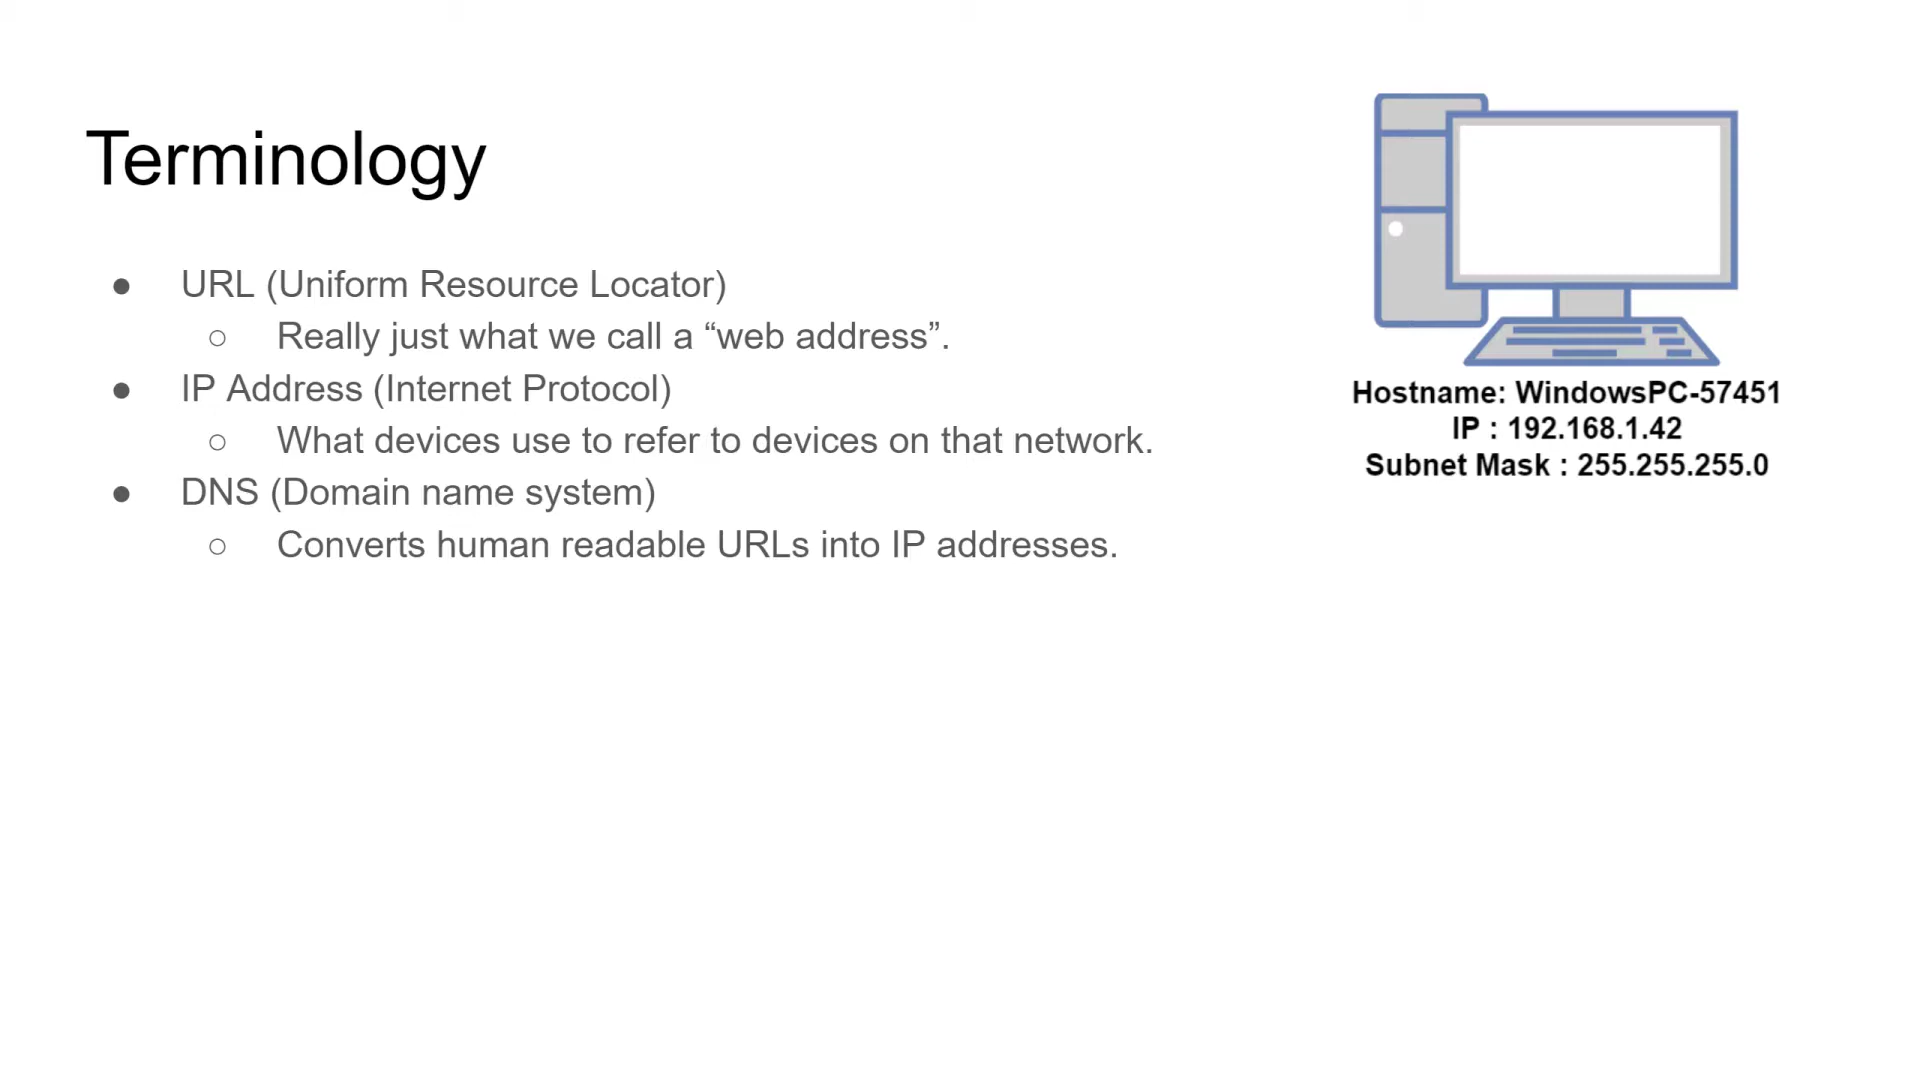 Terminology
● URL (Uniform Resource Locator)
○ Really just what we call a “web address”.
● IP Address (Internet Protocol)
○ What devices use to refer to devices on that network.
● DNS (Domain name system)
○ Converts human readable URLs into IP addresses.
Hostname: WindowsPC-57451
IP : 192.168.1.42
Subnet Mask : 255.255.255.0